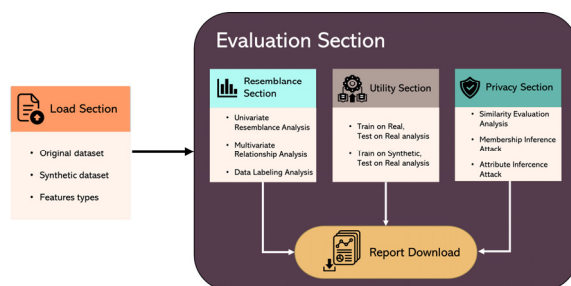 Evaluation Section
Load Section
Original dataset
Synthetic dataset
Features types
Resemblance
Section
Univariate
Resemblance Analysis
Multivariate
Relationship Analysis
Data Labeling Analysis
Utility Section
Train on Real,
Test on Real analysis
Train on Synthetic,
Test on Real analysis
Privacy Section
Similarity Evaluation
Analysis
Membership Inference
Attack
Attribute Infercence
Attack
Report Download